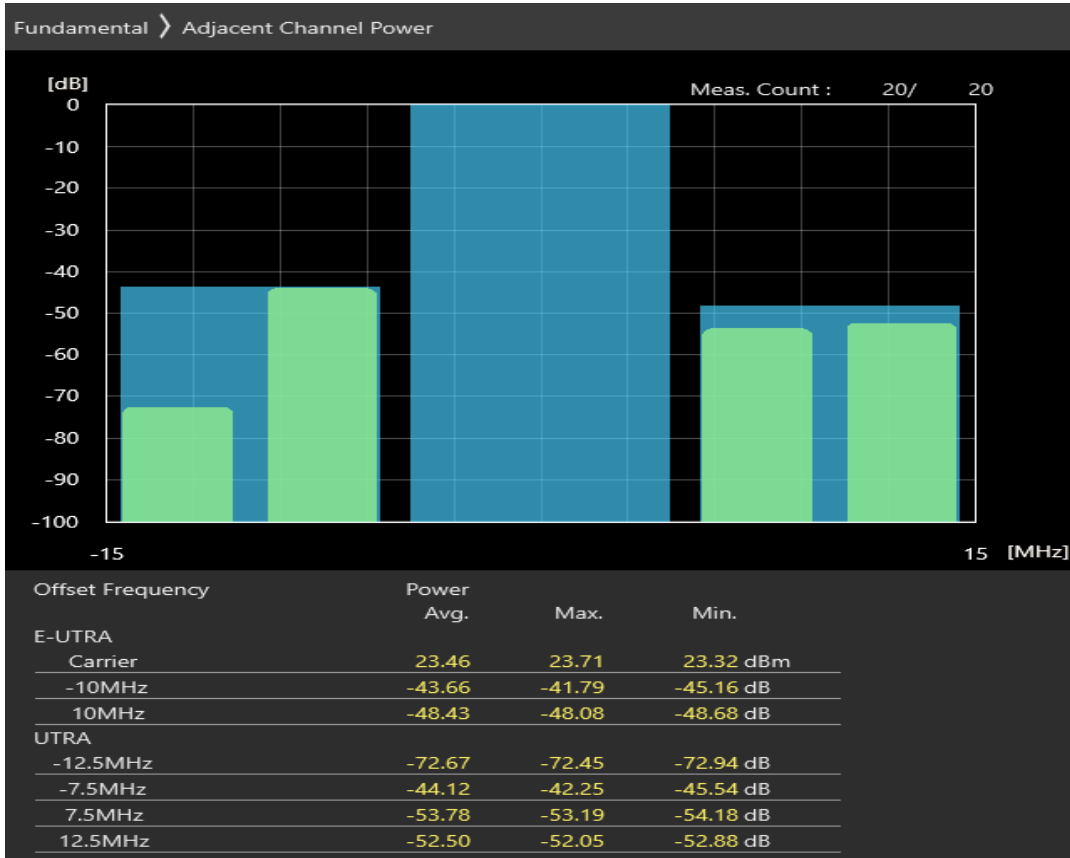 Fundamental 〉 Adjacent Channel Power
[dB]
Meas. Count : 20/ 20
0
-10
-20
-30
-40
-50
-60
-70
-80
-90
-100
-15 15 [MHz]
Offset Frequency Power
Avg. Max. Min.
E-UTRA
Carrier 23.46 23.71 23.32 dBm
-10MHz -43.66 -41.79 -45.16 dB
10MHz -48.43 -48.08 -48.68 dB
UTRA
-12.5MHz -72.67 -72.45 -72.94 dB
-7.5MHz -44.12 -42.25 -45.54 dB
7.5MHz -53.78 -53.19 -54.18 dB
12.5MHz -52.50 -52.05 -52.88 dB